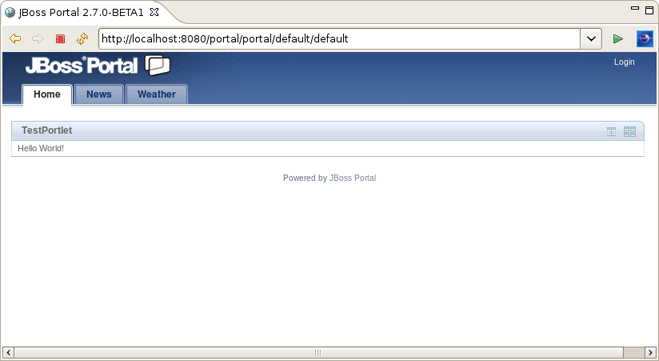 JBoss Portal 2.7.0-BETA1
http://localhost:8080/portal/portal/default/default
JBoss Portal
Login
Home
News
Weather
TestPortlet
Hello World!
Powered by JBoss Portal